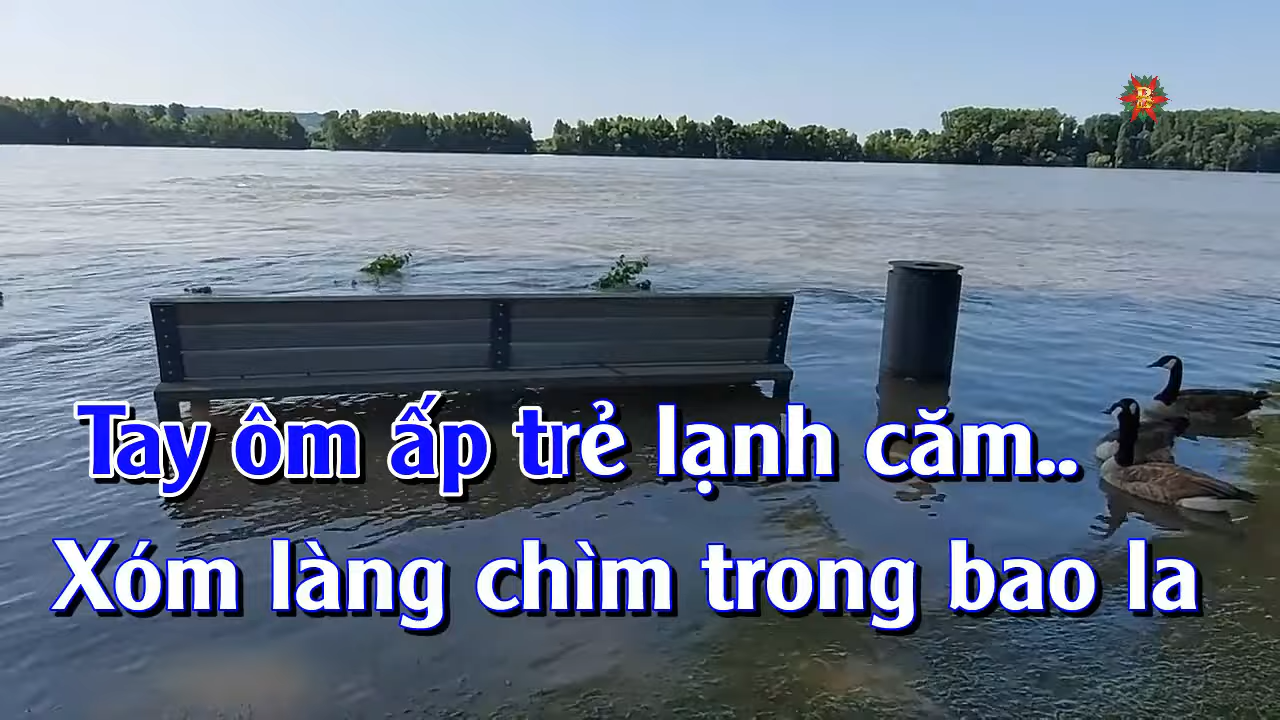 Tay ôm ấp trẻ lạnh căm..
Xóm làng chìm trong bao la